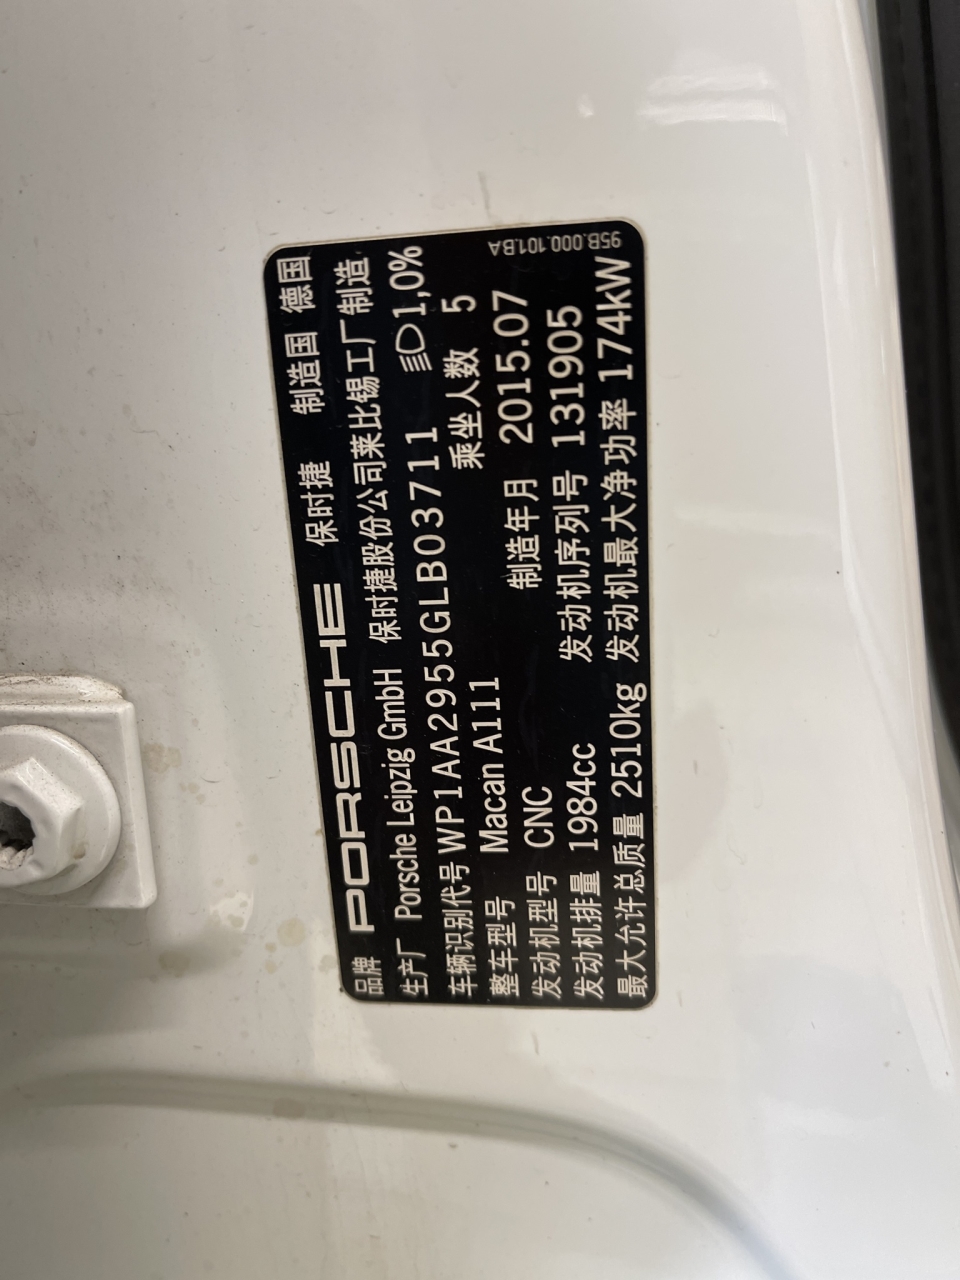 品牌 PORSCHE 保时捷 制造国 德国
生产厂 Porsche Leipzig GmbH 保时捷股份公司莱比锡工厂制造
车辆识别代号 WP1AA2955GLB03711 1,0%
整车型号 Macan A111 乘坐人数 5
发动机型号 CNC 制造年月 2015.07
发动机排量 1984cc 发动机序列号 131905
最大允许总质量 2510kg 发动机最大净功率 174kW
95B.000.101.BA